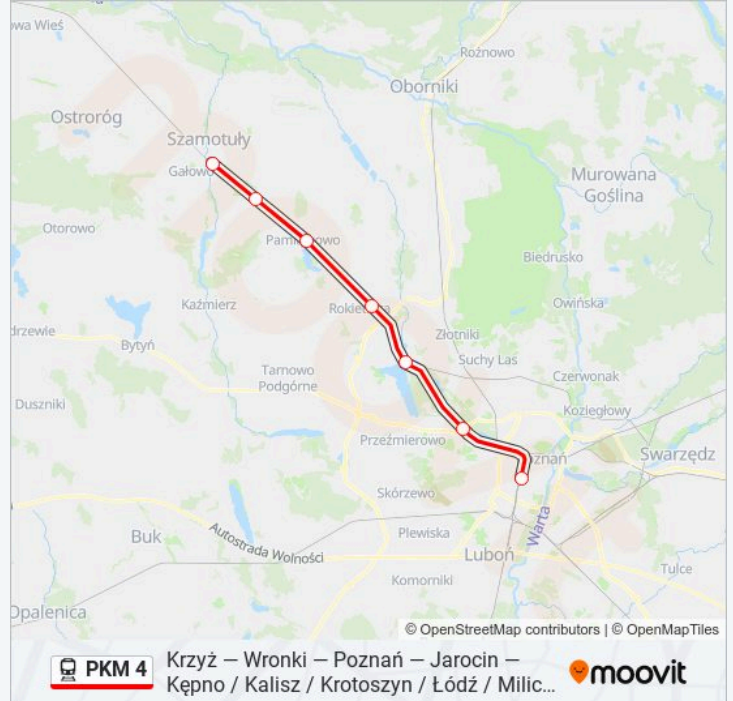 owa Wieś
Rożnowo
Oborniki
Ostroróg
Szamotuły
Gałowo
Murowana
Goślina
Otorowo
Pamiątkowo
Biedrusko
Kaźmierz
Rokietnica
Owińska
drzewie
Bytyń
Złotniki
Suchy Las
Tarnowo
Podgórne
Czerwonak
Duszniki
Koziegłowy
Przeźmierowo
Poznań
Swarzędz
Skórzewo
Buk
Autostrada Wolności
Plewiska
Warta
Luboń
Tulce
Komorniki
Opalenica
© OpenStreetMap contributors | © OpenMapTiles
PKM 4
Krzyż – Wronki – Poznań – Jarocin –
Kępno / Kalisz / Krotoszyn / Łódź / Milic...
moovit